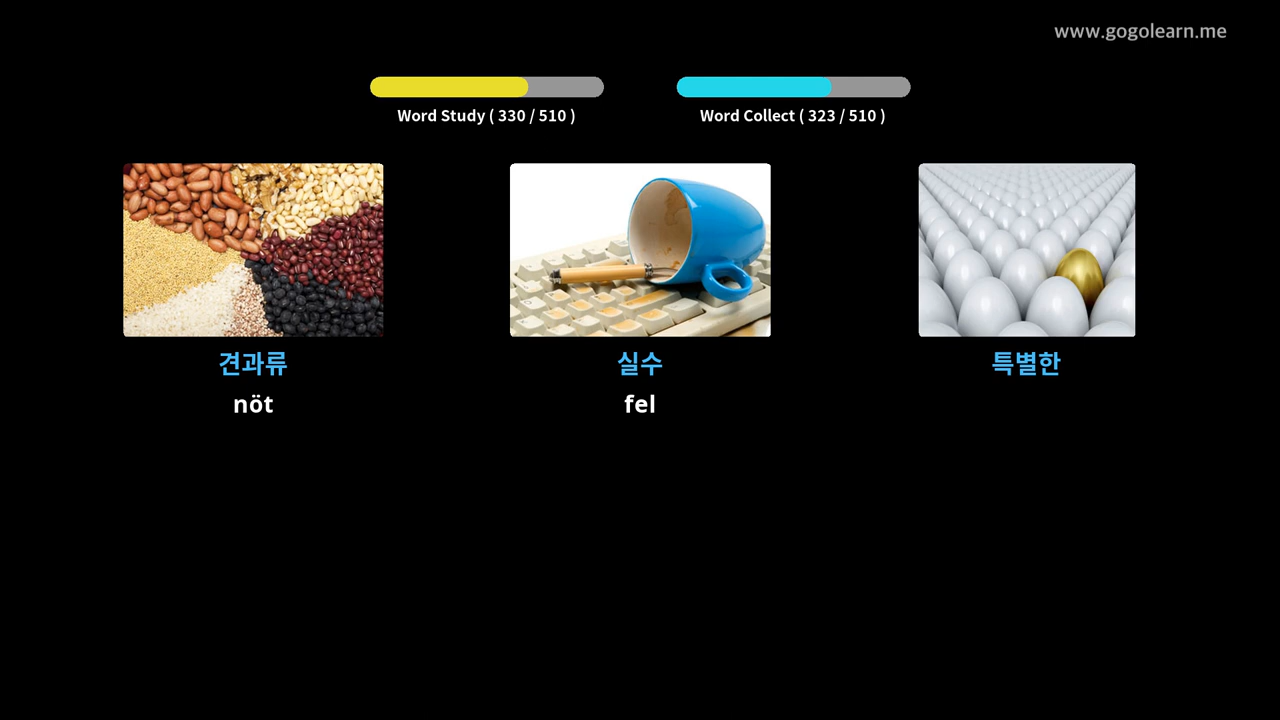 www.gogolearn.me
Word Study ( 330 / 510 )
Word Collect ( 323 / 510 )
견과류
실수
특별한
nöt
fel